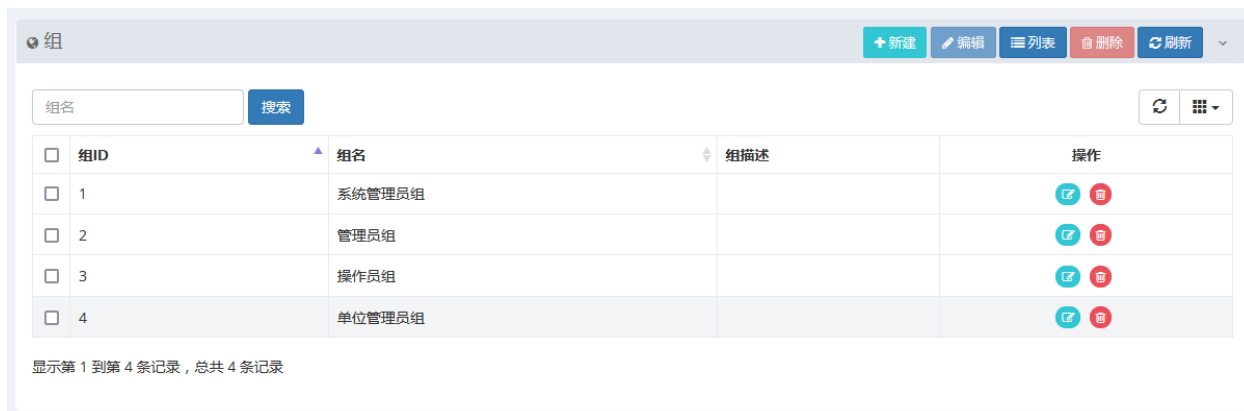 组 新建 编辑 列表 删除 刷新
组名 搜索
组ID 组名 组描述 操作
1 系统管理员组
2 管理员组
3 操作员组
4 单位管理员组
显示第 1 到第 4 条记录，总共 4 条记录